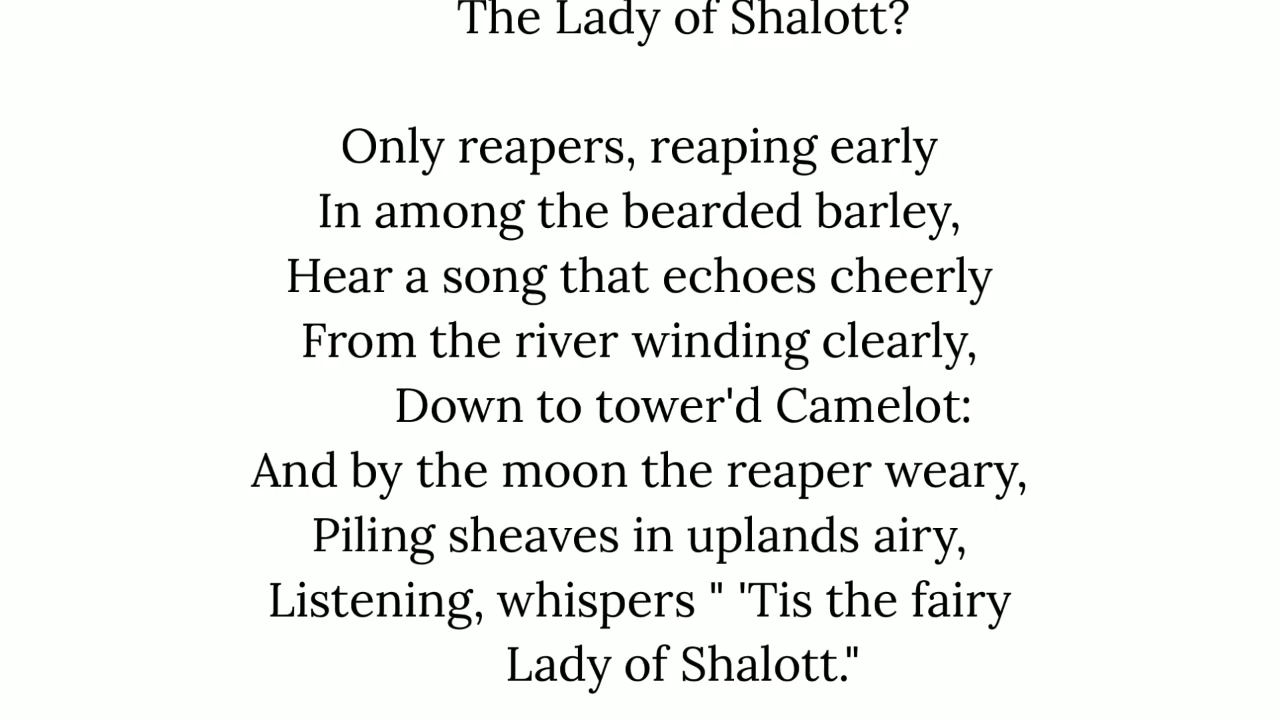 The Lady of Shalott?
Only reapers, reaping early
In among the bearded barley,
Hear a song that echoes cheerly
From the river winding clearly,
Down to tower'd Camelot:
And by the moon the reaper weary,
Piling sheaves in uplands airy,
Listening, whispers " 'Tis the fairy
Lady of Shalott."